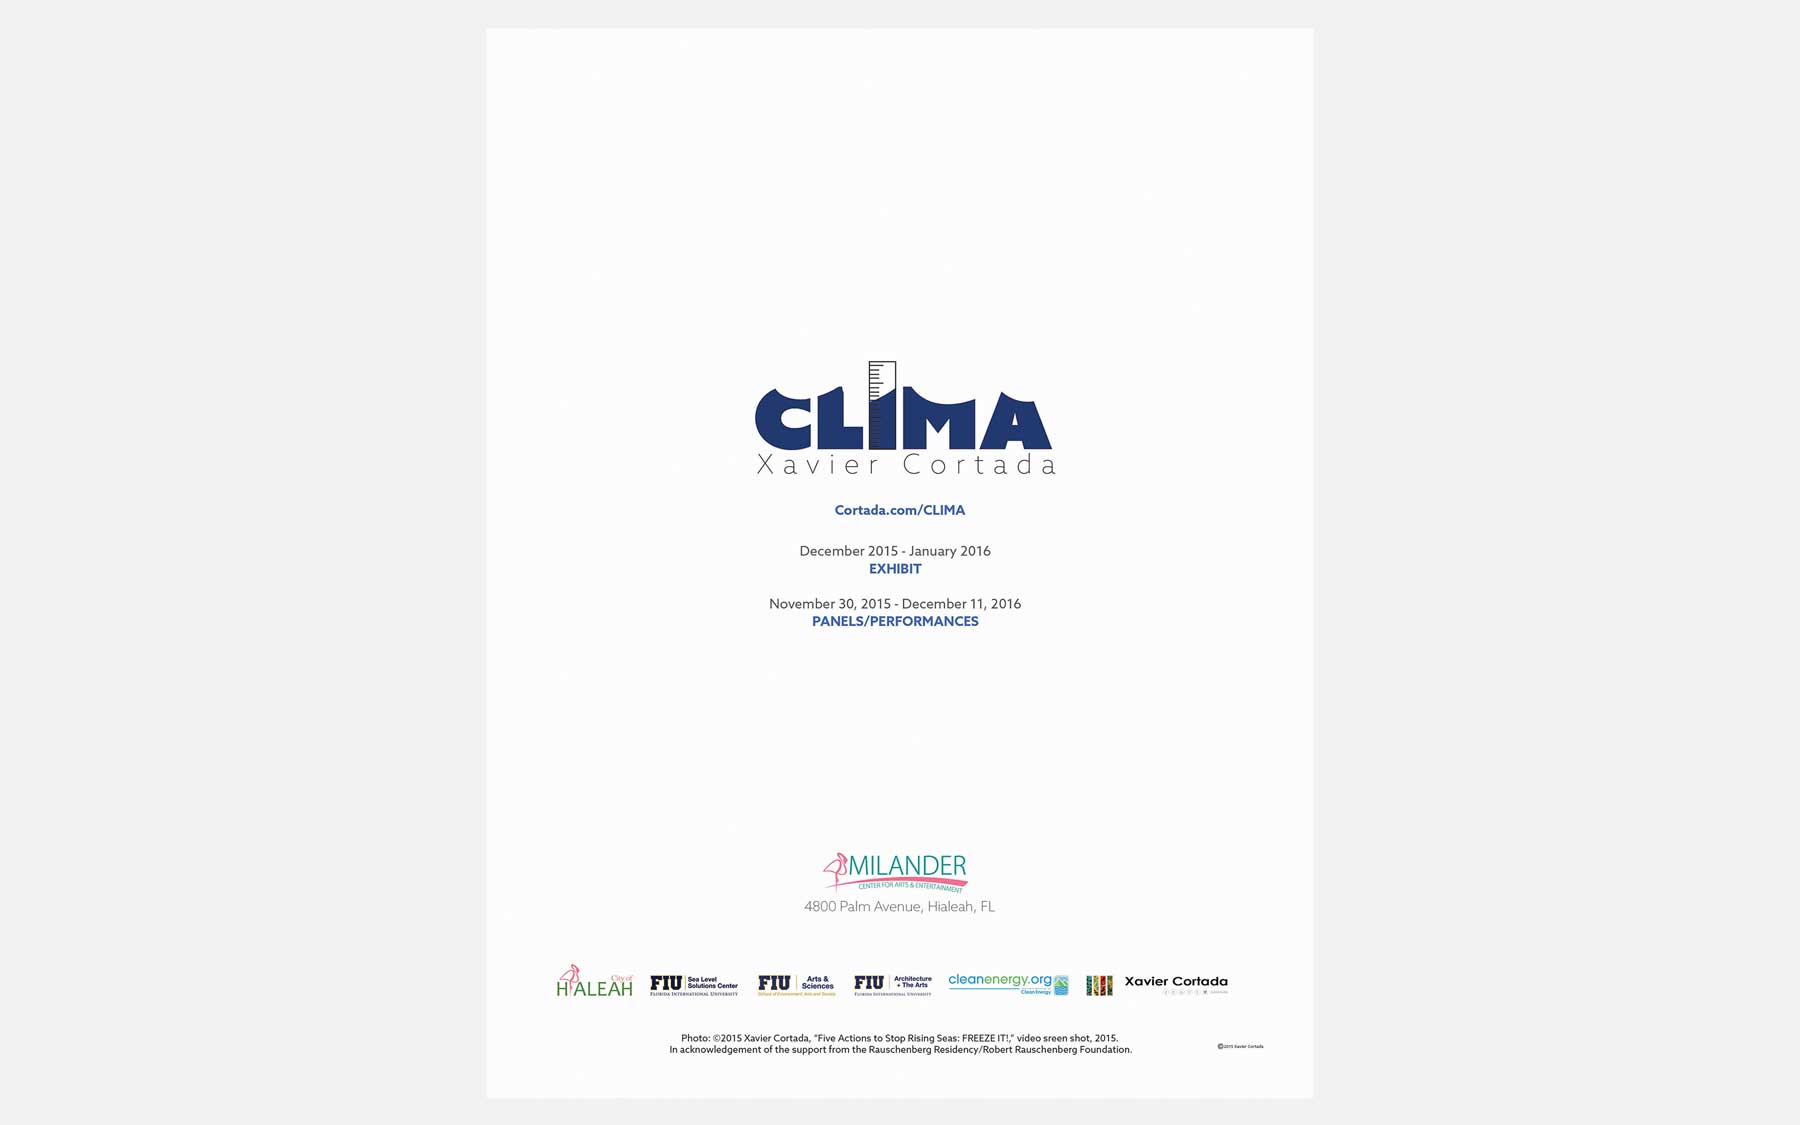 CLIMA
Xavier Cortada
Cortada.com/CLIMA
December 2015 - January 2016
EXHIBIT
November 30, 2015 - December 11, 2016
PANELS/PERFORMANCES
MILANDER
CENTER FOR ARTS & ENTERTAINMENT
4800 Palm Avenue, Hialeah, FL
City of
HIALEAH
FIU Sea Level
Solutions Center
FLORIDA INTERNATIONAL UNIVERSITY
FIU Arts &
Sciences
School of Environment, Arts and Society
FIU Architecture
+ The Arts
FLORIDA INTERNATIONAL UNIVERSITY
cleanenergy.org
Clean Energy
Xavier Cortada
Photo: ©2015 Xavier Cortada, “Five Actions to Stop Rising Seas: FREEZE IT!,” video sreen shot, 2015.
In acknowledgement of the support from the Rauschenberg Residency/Robert Rauschenberg Foundation.
©2015 Xavier Cortada